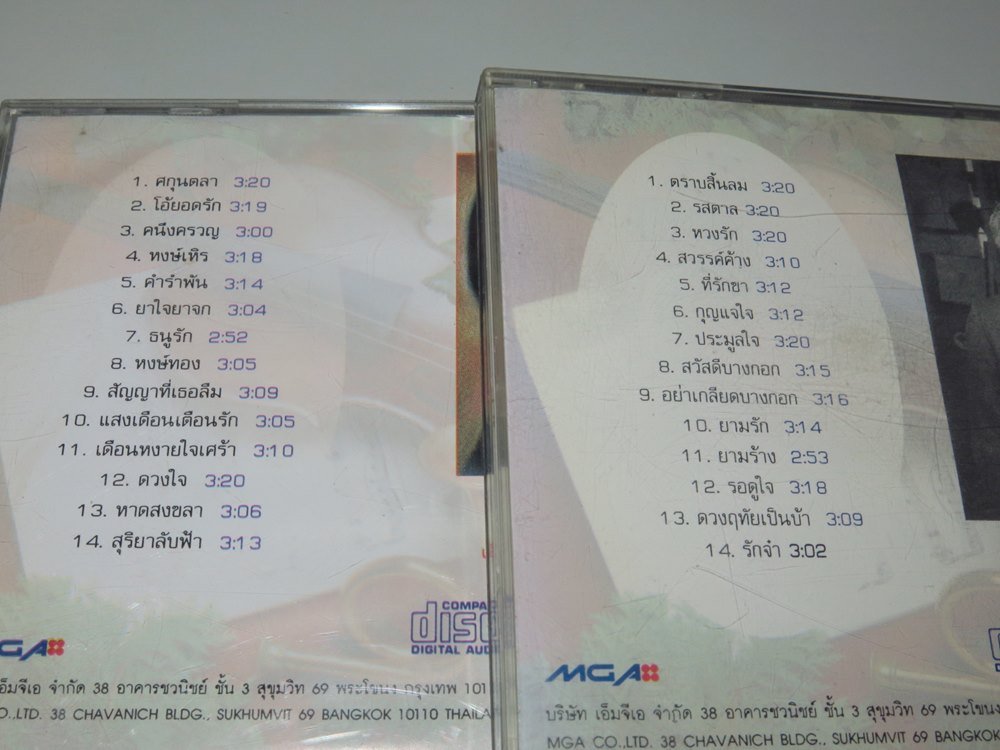 1. ศกุนตลา 3:20
2. โอ้ยอดรัก 3:19
3. คนึงครวญ 3:00
4. หงษ์เหิร 3:18
5. คำรำพัน 3:14
6. ยาใจยาจก 3:04
7. ธนูรัก 2:52
8. หงษ์ทอง 3:05
9. สัญญาที่เธอลืม 3:09
10. แสงเดือนเดือนรัก 3:05
11. เดือนหงายใจเศร้า 3:10
12. ดวงใจ 3:20
13. หาดสงขลา 3:06
14. สุริยาลับฟ้า 3:13
COMPAC
disc
DIGITAL AUDIO
MGA
เอ็มจีเอ จำกัด 38 อาคารชวนิชย์ ชั้น 3 สุขุมวิท 69 พระโขนง กรุงเทพ 101
CO.,LTD. 38 CHAVANICH BLDG., SUKHUMVIT 69 BANGKOK 10110 THAILAN
1. ตราบสิ้นลม 3:20
2. รสตาล 3:20
3. หวงรัก 3:20
4. สวรรค์ค้าง 3:10
5. ที่รักขา 3:12
6. กุญแจใจ 3:12
7. ประมูลใจ 3:20
8. สวัสดีบางกอก 3:15
9. อย่าเกลียดบางกอก 3:16
10. ยามรัก 3:14
11. ยามร้าง 2:53
12. รอดูใจ 3:18
13. ดวงฤทัยเป็นบ้า 3:09
14. รักจ๋า 3:02
MGA
บริษัท เอ็มจีเอ จำกัด 38 อาคารชวนิชย์ ชั้น 3 สุขุมวิท 69 พระโขนง
MGA CO.,LTD. 38 CHAVANICH BLDG., SUKHUMVIT 69 BANGKOK